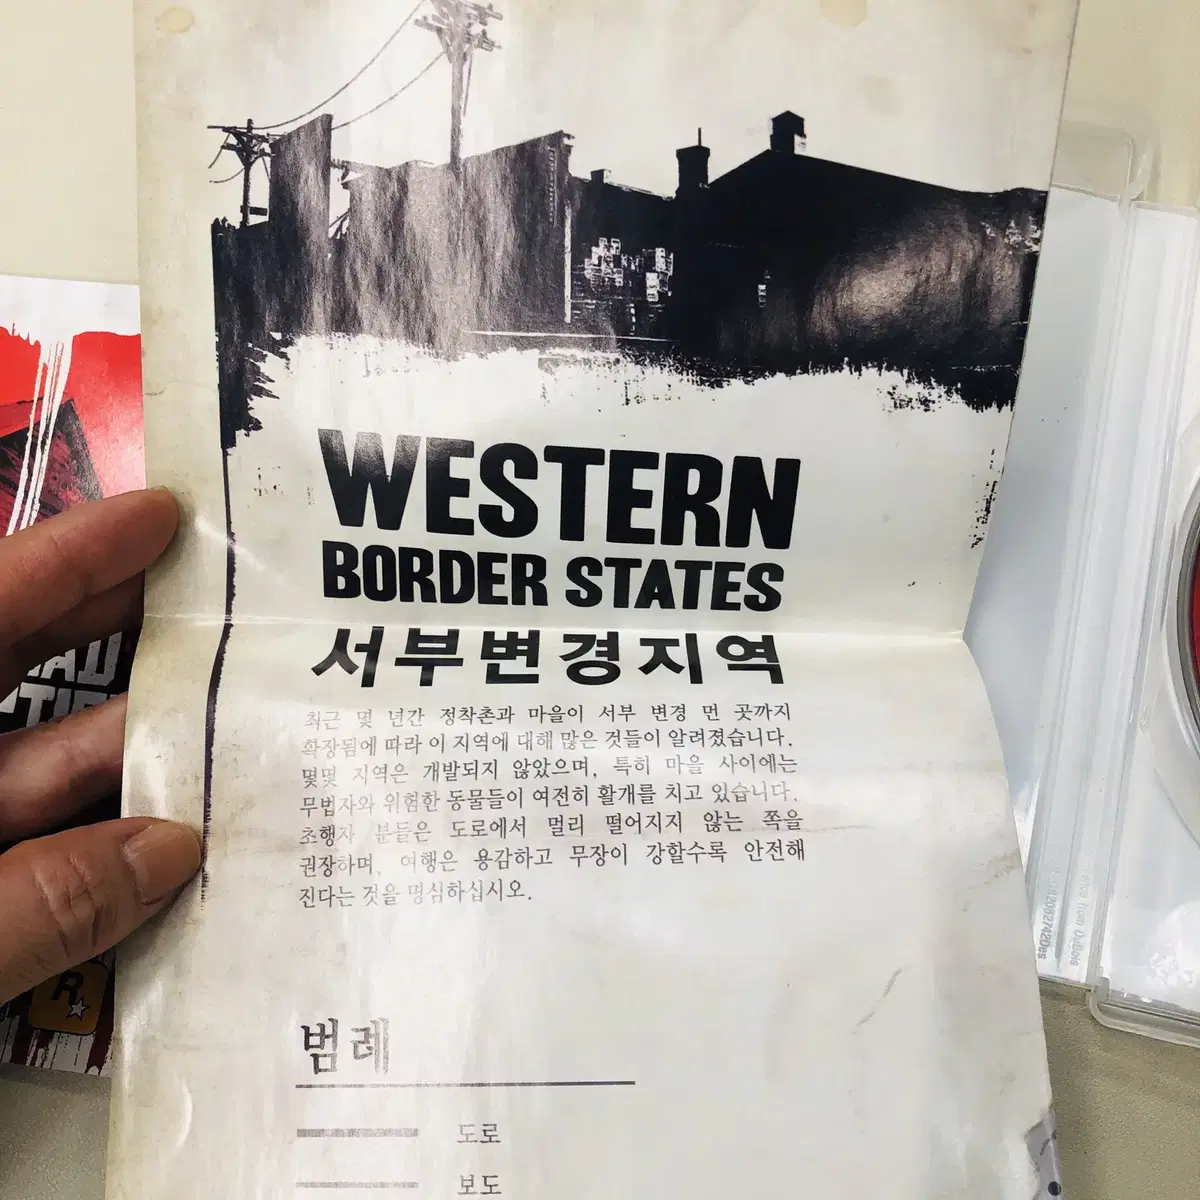 WESTERN
BORDER STATES
서부변경지역
최근 몇 년간 정착촌과 마을이 서부 변경 먼 곳까지
확장됨에 따라 이 지역에 대해 많은 것들이 알려졌습니다.
몇몇 지역은 개발되지 않았으며, 특히 마을 사이에는
무법자와 위험한 동물들이 여전히 활개를 치고 있습니다.
초행자 분들은 도로에서 멀리 떨어지지 않는 쪽을
권장하며, 여행은 용감하고 무장이 강할수록 안전해
진다는 것을 명심하십시오.
범례
도로
보도
R